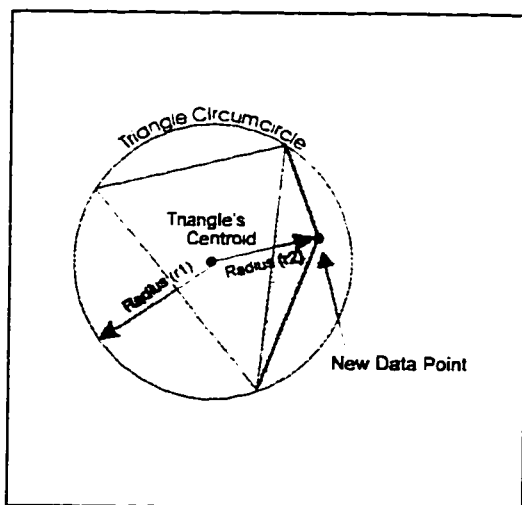 Triangle Circumcircle
Triangle's
Centroid
Radius (r1)
Radius (r2)
New Data Point